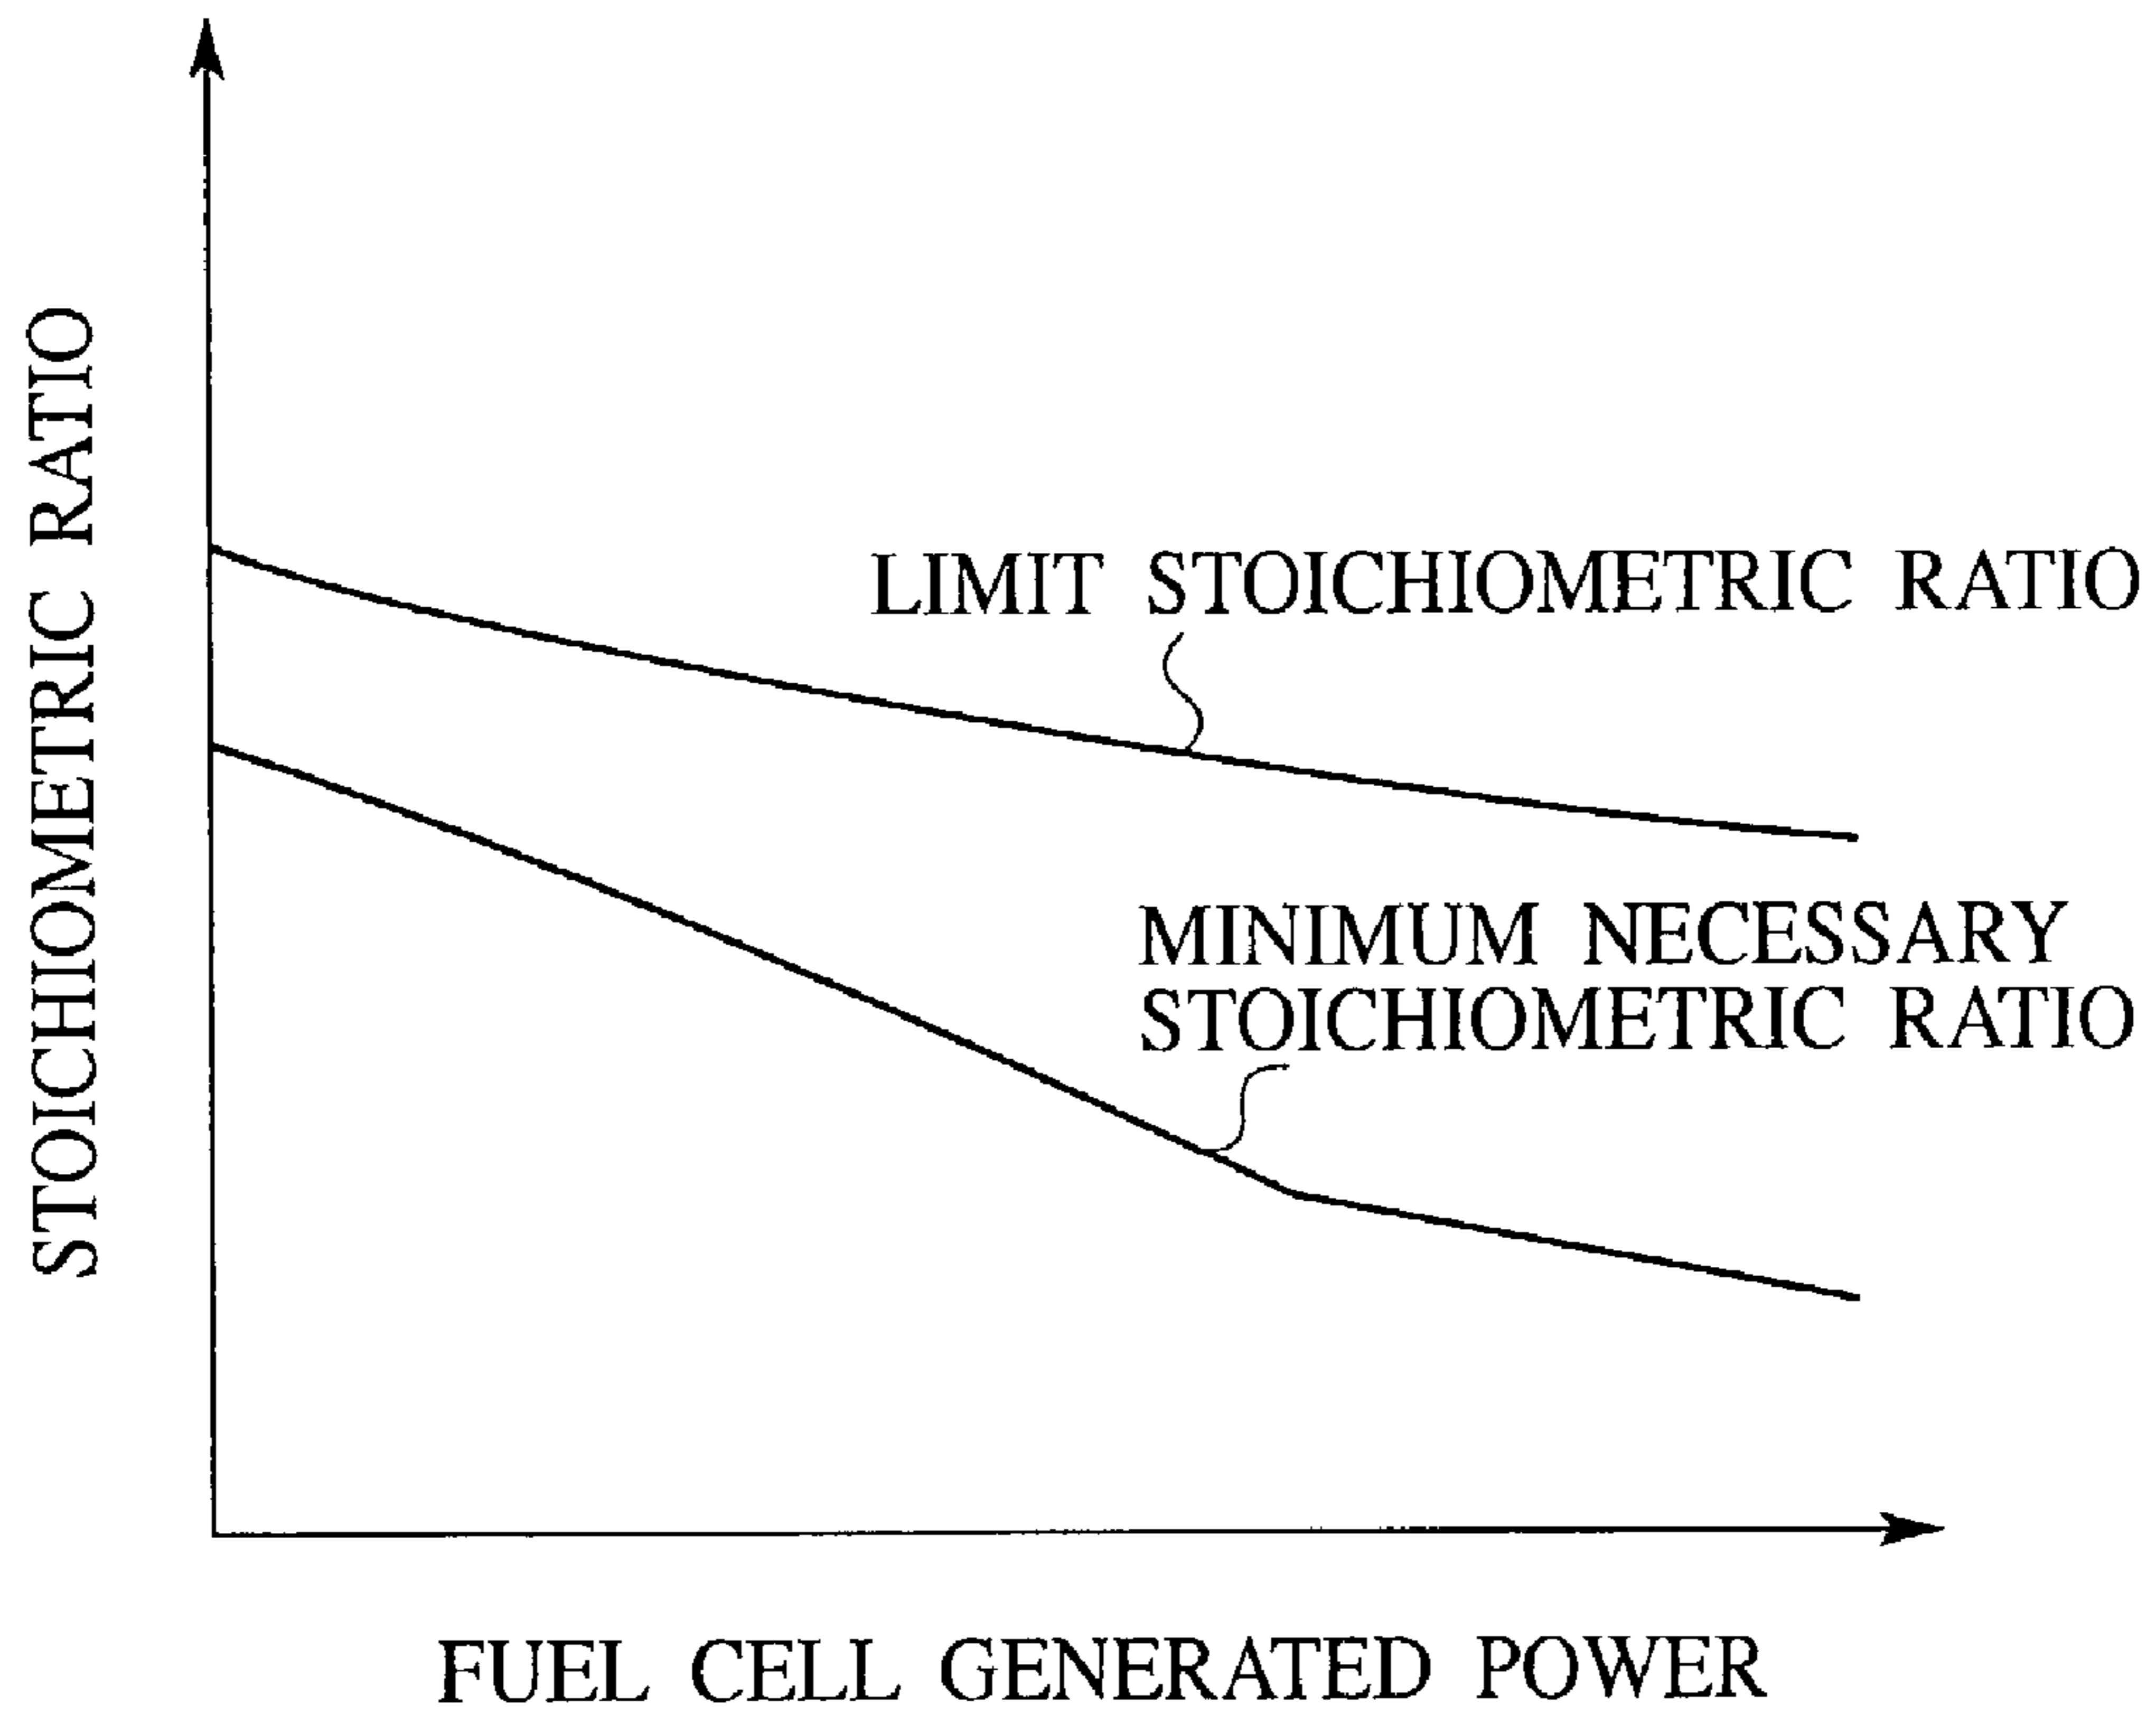 STOICHIOMETRIC RATIO
LIMIT STOICHIOMETRIC RATIO
MINIMUM NECESSARY
STOICHIOMETRIC RATIO
FUEL CELL GENERATED POWER